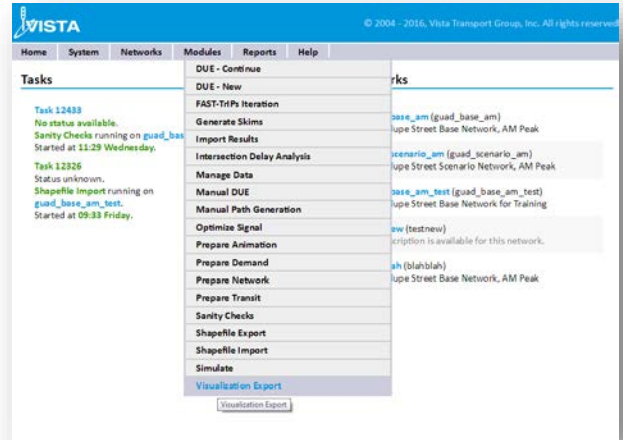 VISTA
© 2004 - 2016, Vista Transport Group, Inc. All rights reserved
Home System Networks Modules Reports Help
Tasks
Task 12433
No status available.
Sanity Checks running on guad_bas
Started at 11:29 Wednesday.
Task 12326
Status unknown.
Shapefile Import running on
guad_base_am_test.
Started at 09:33 Friday.
DUE - Continue
DUE - New
FAST-TrIPs Iteration
Generate Skims
Import Results
Intersection Delay Analysis
Manage Data
Manual DUE
Manual Path Generation
Optimize Signal
Prepare Animation
Prepare Demand
Prepare Network
Prepare Transit
Sanity Checks
Shapefile Export
Shapefile Import
Simulate
Visualization Export
Visualization Export
rks
base_am (guad_base_am)
lupe Street Base Network, AM Peak
scenario_am (guad_scenario_am)
lupe Street Scenario Network, AM Peak
base_am_test (guad_base_am_test)
lupe Street Base Network for Training
ew (testnew)
cription is available for this network.
ah (blahblah)
lupe Street Base Network, AM Peak